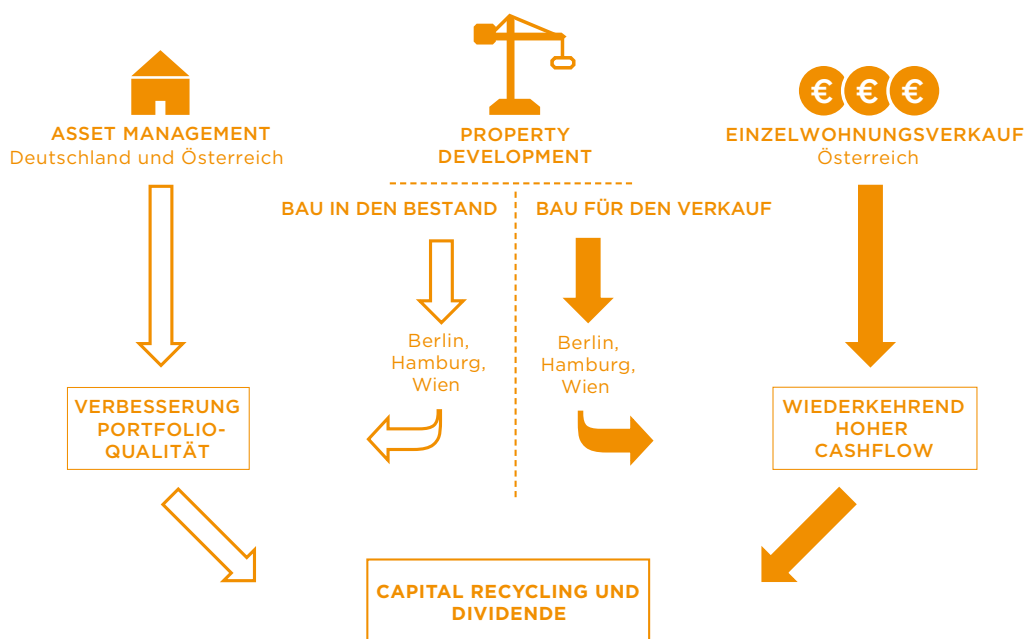 ASSET MANAGEMENT
Deutschland und Österreich
PROPERTY
DEVELOPMENT
€ € €
EINZELWOHNUNGSVERKAUF
Österreich
BAU IN DEN BESTAND
BAU FÜR DEN VERKAUF
Berlin,
Hamburg,
Wien
Berlin,
Hamburg,
Wien
VERBESSERUNG
PORTFOLIO-
QUALITÄT
WIEDERKEHREND
HOHER
CASHFLOW
CAPITAL RECYCLING UND
DIVIDENDE